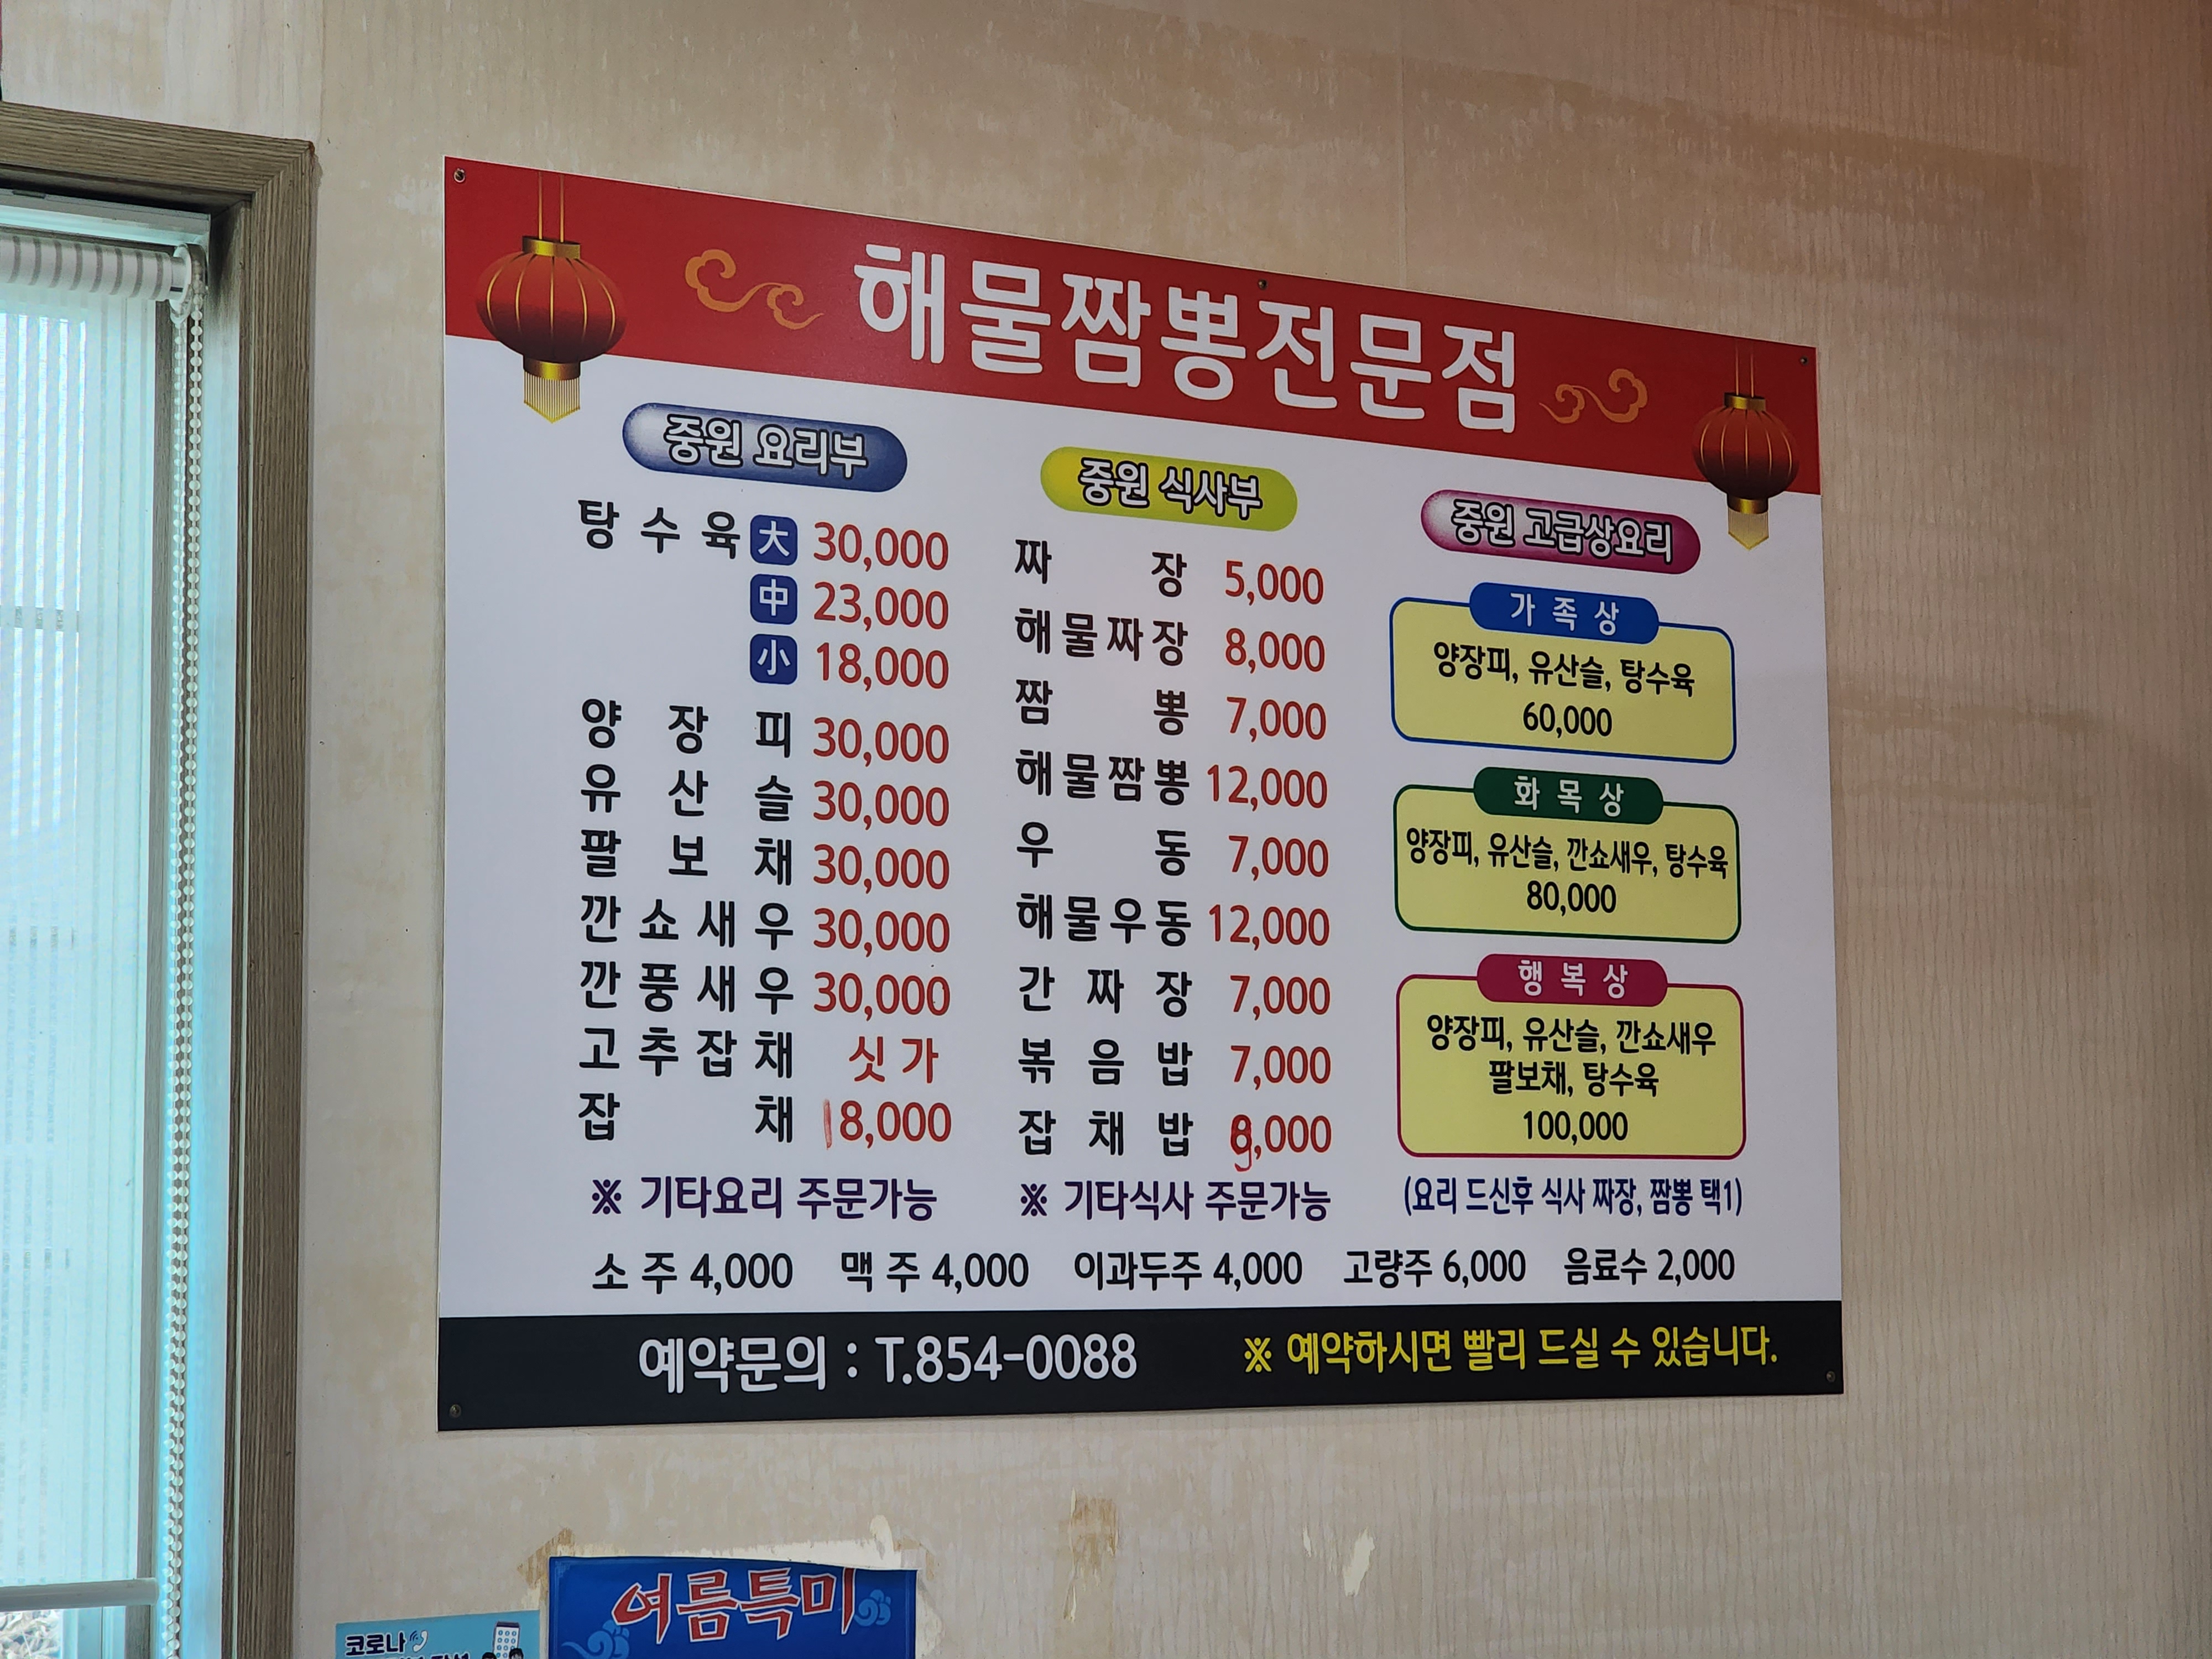 해물짬뽕전문점
중원 요리부
탕수육 大 30,000
中 23,000
小 18,000
양장피 30,000
유산슬 30,000
팔보채 30,000
깐쇼새우 30,000
깐풍새우 30,000
고추잡채 싯가
잡채 18,000
※ 기타요리 주문가능
중원 식사부
짜장 5,000
해물짜장 8,000
짬뽕 7,000
해물짬뽕 12,000
우동 7,000
해물우동 12,000
간짜장 7,000
볶음밥 7,000
잡채밥 9,000
※ 기타식사 주문가능
중원 고급상요리
가족상
양장피, 유산슬, 탕수육
60,000
화목상
양장피, 유산슬, 깐쇼새우, 탕수육
80,000
행복상
양장피, 유산슬, 깐쇼새우
팔보채, 탕수육
100,000
(요리 드신후 식사 짜장, 짬뽕 택1)
소주 4,000 맥주 4,000 이과두주 4,000 고량주 6,000 음료수 2,000
예약문의 : T.854-0088
※ 예약하시면 빨리 드실 수 있습니다.
여름특미
코로나